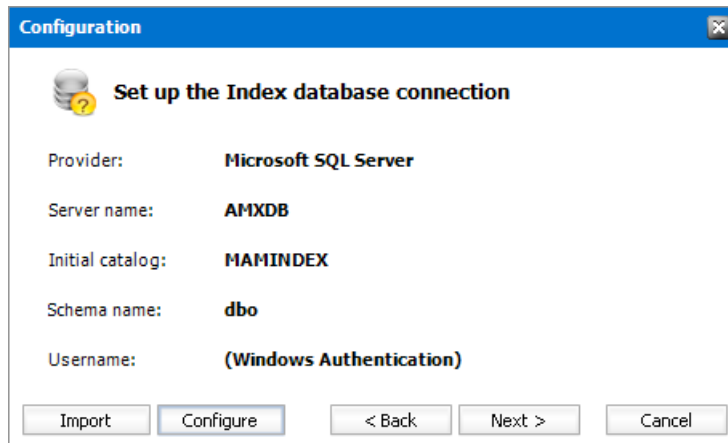 Configuration
Set up the Index database connection
Provider: Microsoft SQL Server
Server name: AMXDB
Initial catalog: MAMINDEX
Schema name: dbo
Username: (Windows Authentication)
Import Configure < Back Next > Cancel